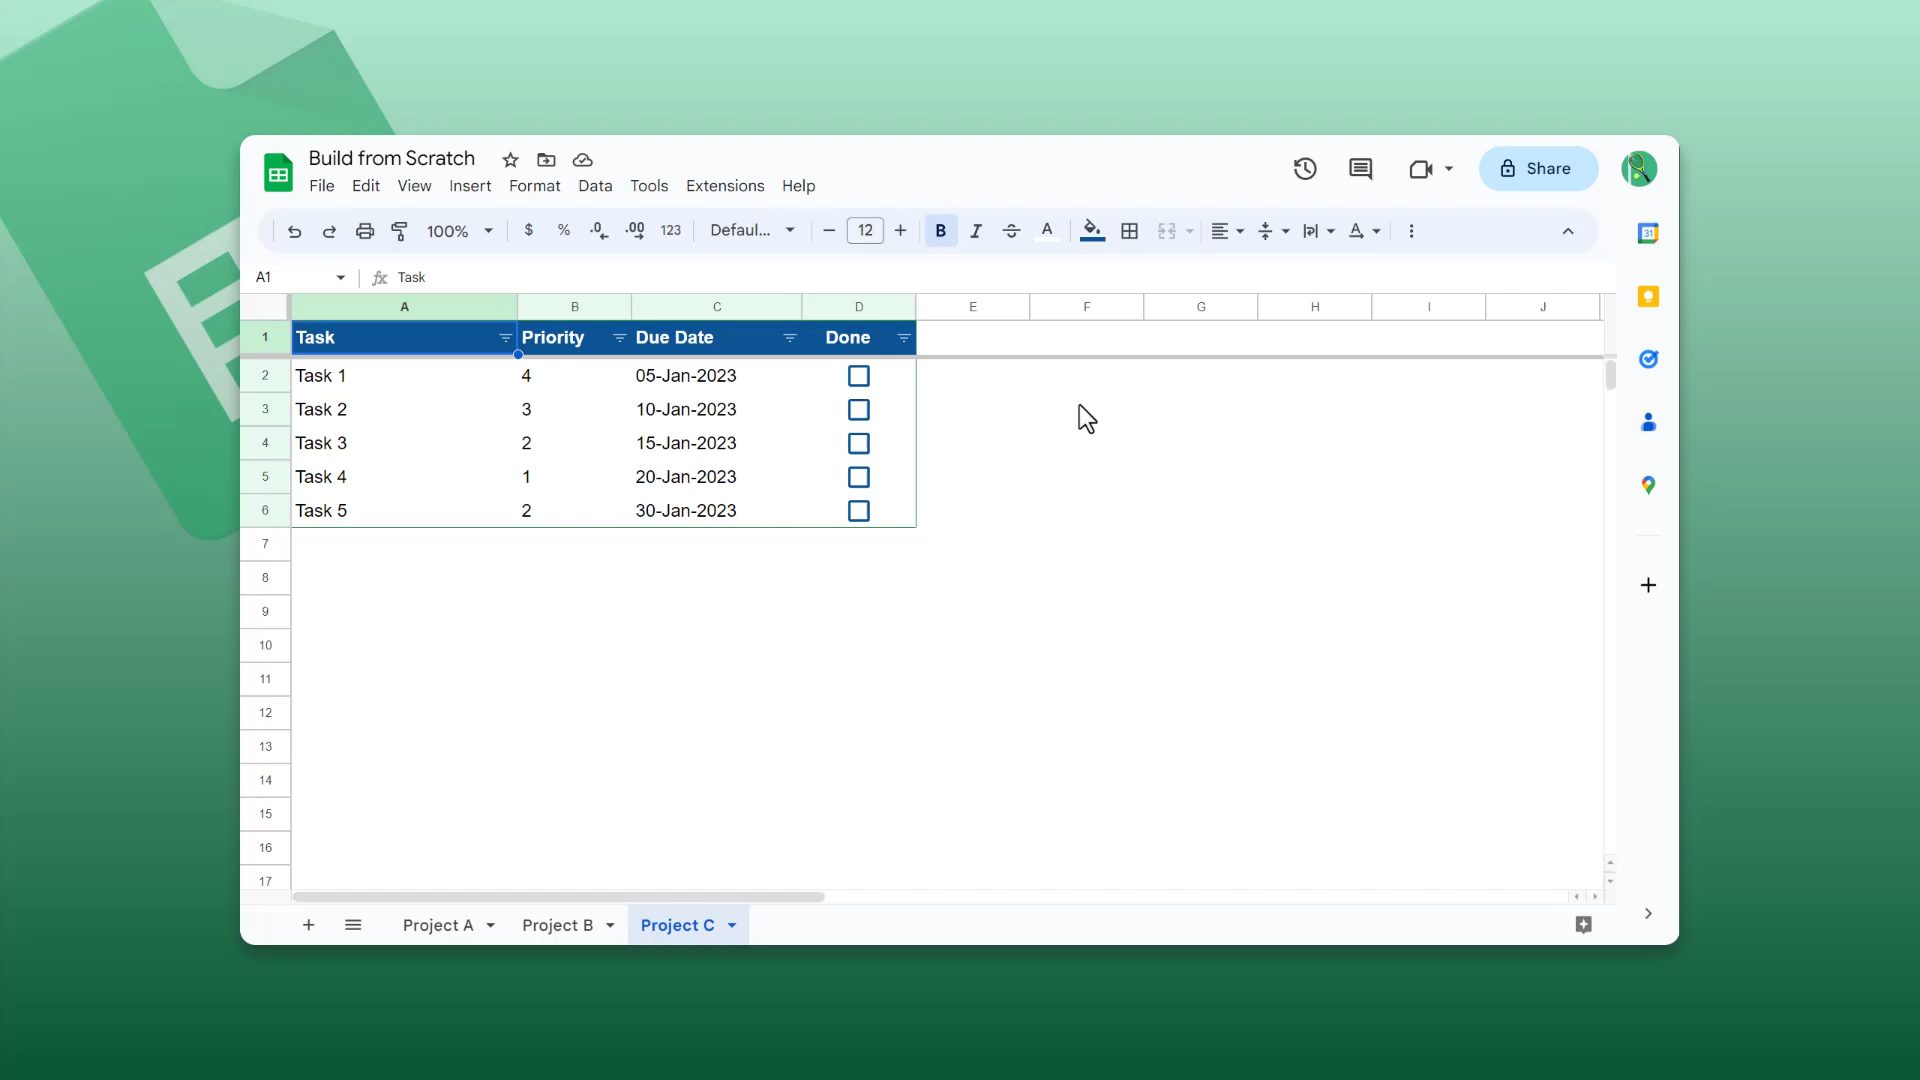 Build from Scratch
File Edit View Insert Format Data Tools Extensions Help
Share
100% $ % .0 .00 123 Defaul... 12 B I A
31
A1 fx Task
A B C D E F G H I J
1 Task Priority Due Date Done
2 Task 1 4 05-Jan-2023
3 Task 2 3 10-Jan-2023
4 Task 3 2 15-Jan-2023
5 Task 4 1 20-Jan-2023
6 Task 5 2 30-Jan-2023
7
8
9
10
11
12
13
14
15
16
17
Project A Project B Project C